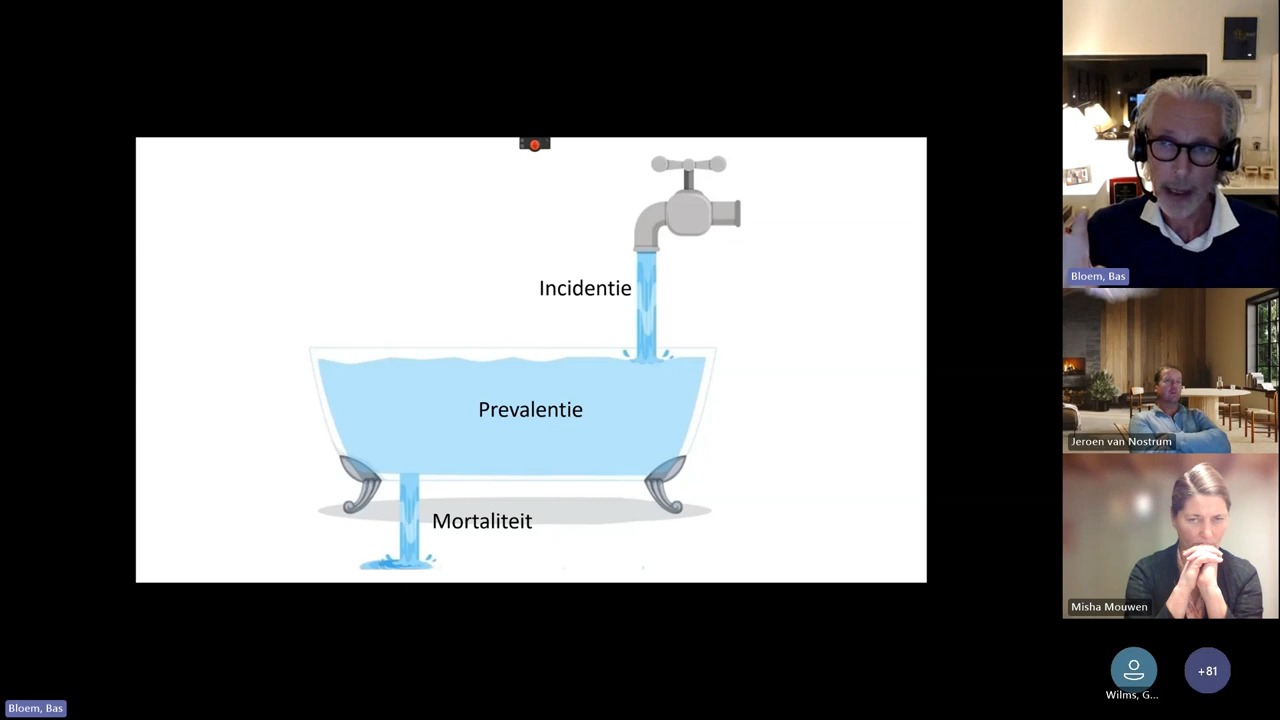 Incidentie
Prevalentie
Mortaliteit
Bloem, Bas
Jeroen van Nostrum
Misha Mouwen
Wilms, G...
+81
Bloem, Bas